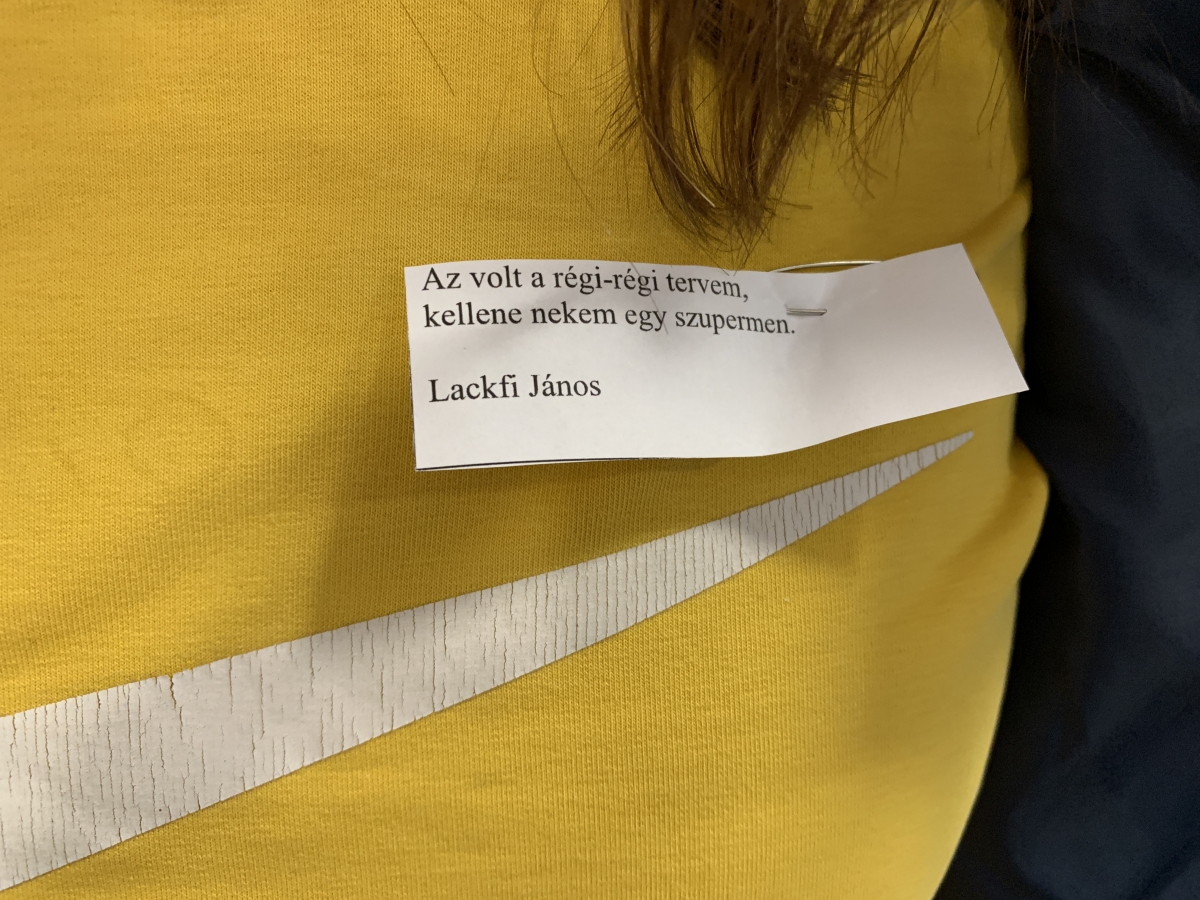 Az volt a régi-régi tervem,
kellene nekem egy szupermen.
Lackfi János